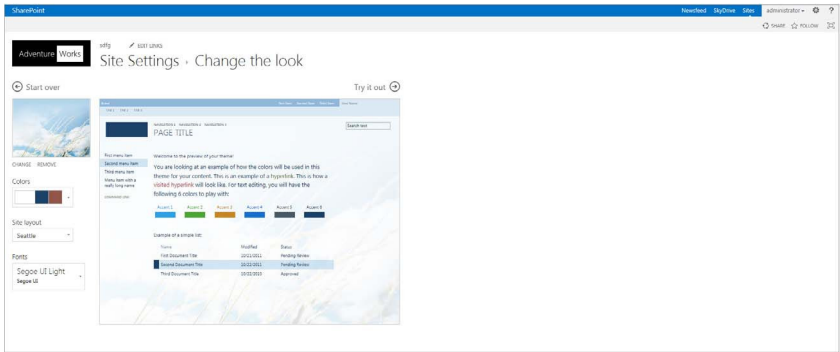 SharePoint
Newsfeed SkyDrive Sites administrator ?
SHARE FOLLOW
Adventure Works
xdfg EDIT LINKS
Site Settings › Change the look
Start over
Try it out
Search text
PAGE TITLE
CHANGE REMOVE
First menu item
Second menu item
Third menu item
Menu item with a
really long name
Welcome to the preview of your theme!
You are looking at an example of how the colors will be used in this
theme for your content. This is an example of a hyperlink. This is how a
visited hyperlink will look like. For text editing, you will have the
following 6 colors to play with:
Accent 1 Accent 2 Accent 3 Accent 4 Accent 5 Accent 6
Colors
Site layout
Seattle
Fonts
Segoe UI Light
Segoe UI
Example of a simple list:
Name Modified Status
First Document Title 10/21/2011 Pending Review
Second Document Title 10/22/2011 Pending Review
Third Document Title 10/22/2010 Approved